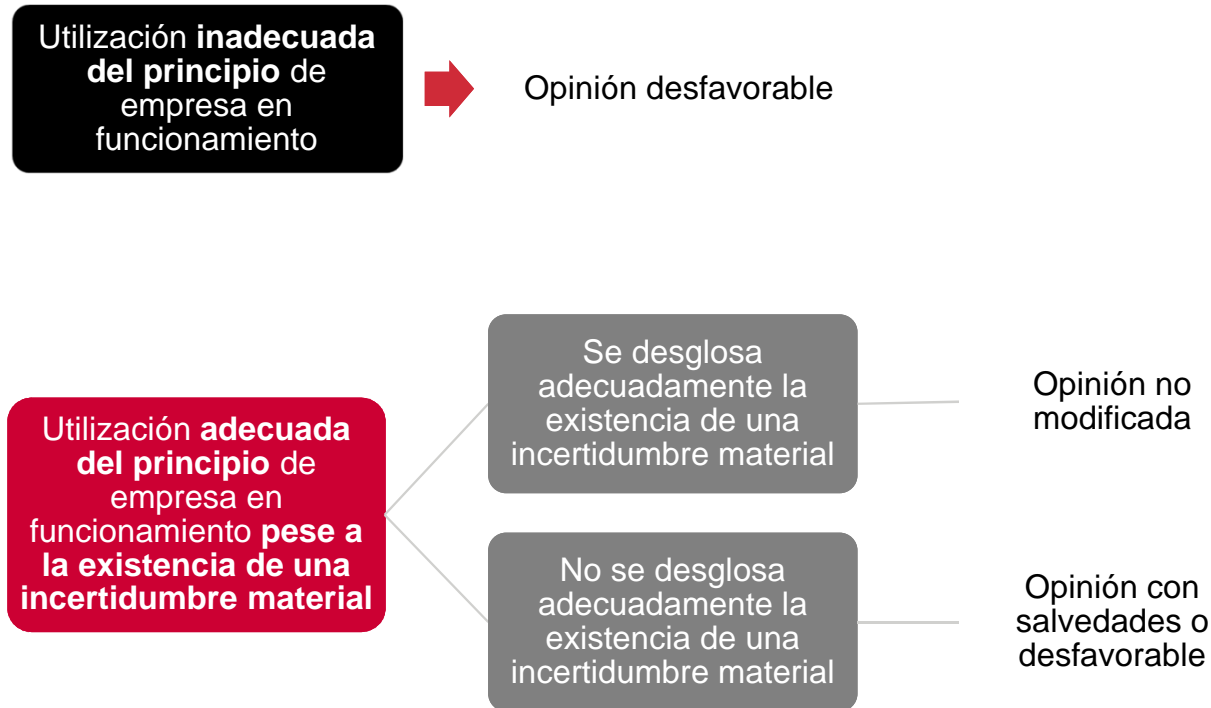 Utilización inadecuada
del principio de
empresa en
funcionamiento
Opinión desfavorable
Utilización adecuada
del principio de
empresa en
funcionamiento pese a
la existencia de una
incertidumbre material
Se desglosa
adecuadamente la
existencia de una
incertidumbre material
Opinión no
modificada
No se desglosa
adecuadamente la
existencia de una
incertidumbre material
Opinión con
salvedades o
desfavorable